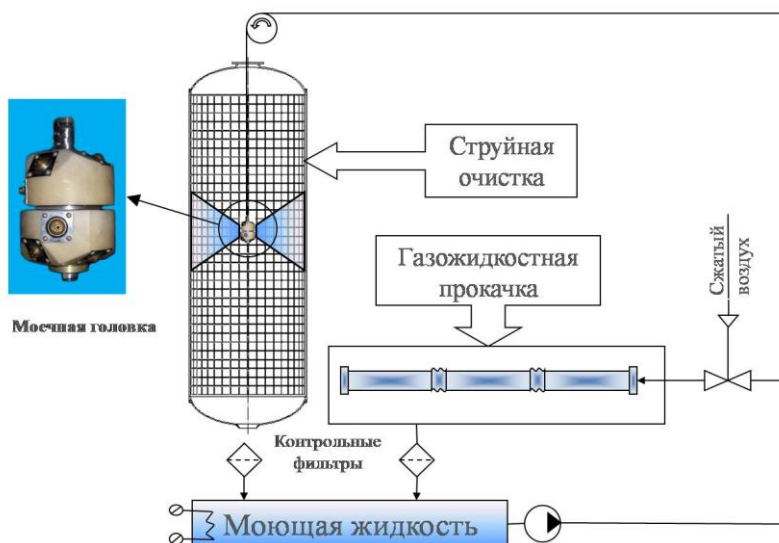 Струйная
очистка
Газожидкостная
прокачка
Сжатый
воздух
Моечная головка
Контрольные
фильтры
Моющая жидкость